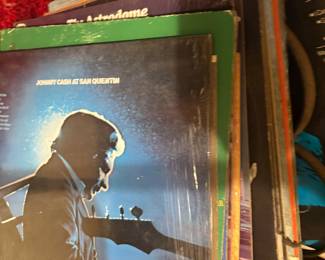 The Astrodome
JOHNNY CASH AT SAN QUENTIN